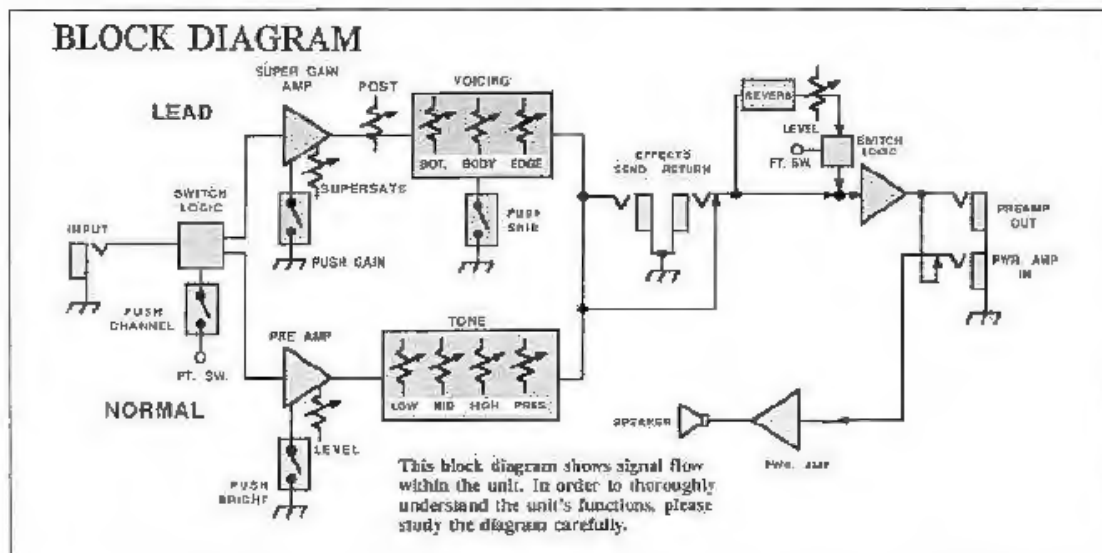 BLOCK DIAGRAM
SUPER GAIN
AMP
POST
VOICING
LEAD
REVERB
LEVEL
SWITCH
LOGIC
FT. SW.
BOT. BODY EDGE
EFFECTS
SEND RETURN
SUPERSATS
SWITCH
LOGIC
INPUT
PUSH
PUSH GAIN
PREAMP
OUT
PWR. AMP
IN
PUSH
CHANNEL
FT. SW.
PRE AMP
TONE
LOW MID HIGH PRES.
NORMAL
LEVEL
PUSH
BRIGHT
SPEAKER
PWR. AMP
This block diagram shows signal flow
within the unit. In order to thoroughly
understand the unit's functions, please
study the diagram carefully.